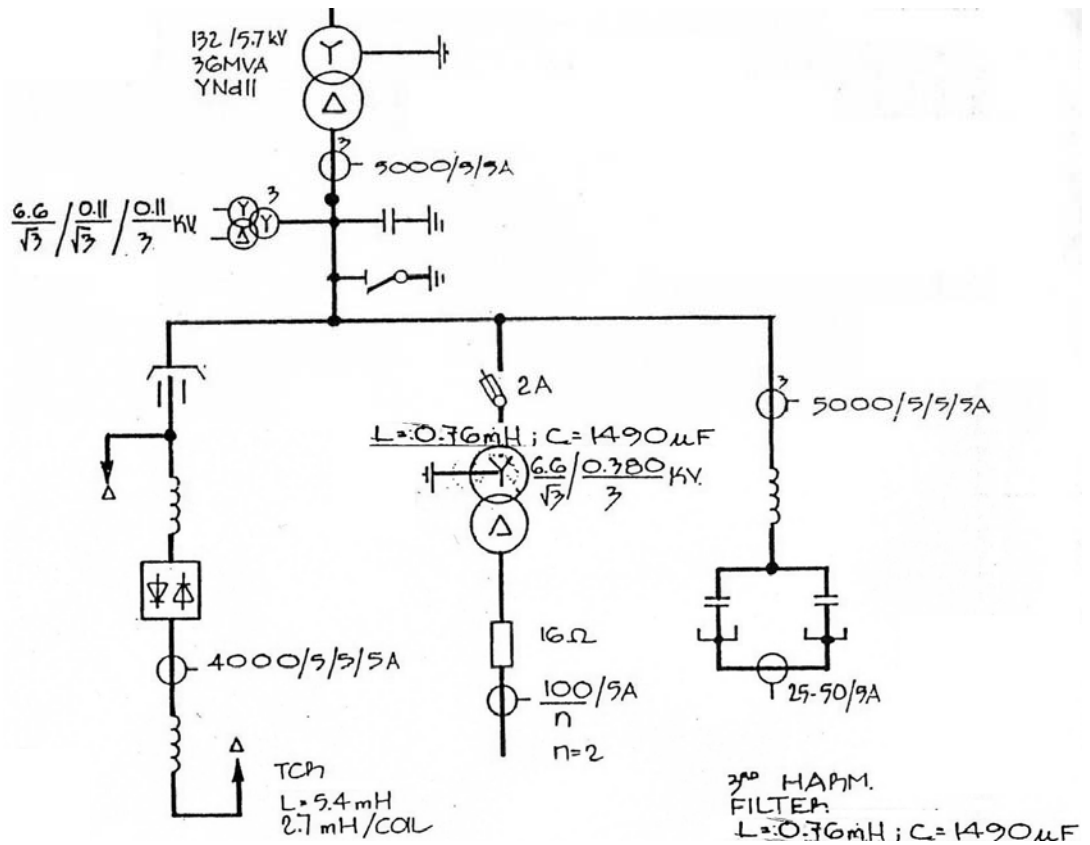 132/5.7kV
36MVA
YNd11
Y
Δ
3
5000/5/5A
6.6/√3 / 0.11/√3 / 0.11/3 KV.
3
Y
Y
Δ
2A
3
5000/5/5/5A
L=0.76mH ; C=1490µF
Δ
Y
6.6/√3 / 0.380/3 KV.
Δ
16Ω
4000/5/5/5A
100/n /5A
25-50/5A
n=2
Δ
TCR
L=5.4mH
2.7mH/COIL
3RD HARM.
FILTER
L=0.76mH ; C=1490µF